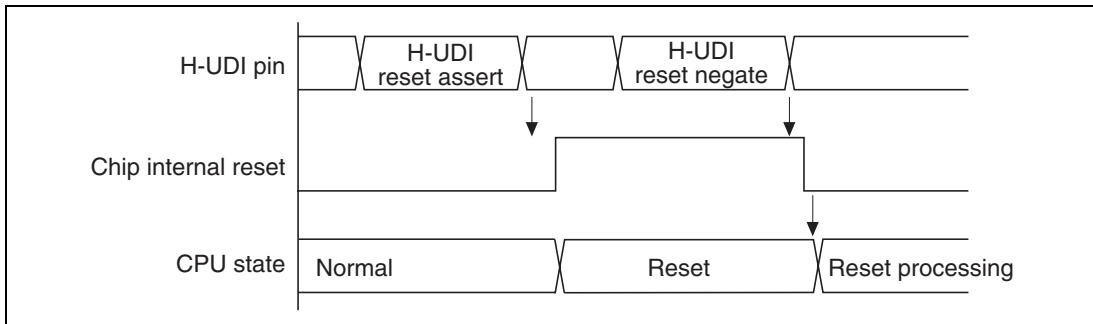 H-UDI pin
H-UDI
reset assert
H-UDI
reset negate
Chip internal reset
CPU state
Normal
Reset
Reset processing